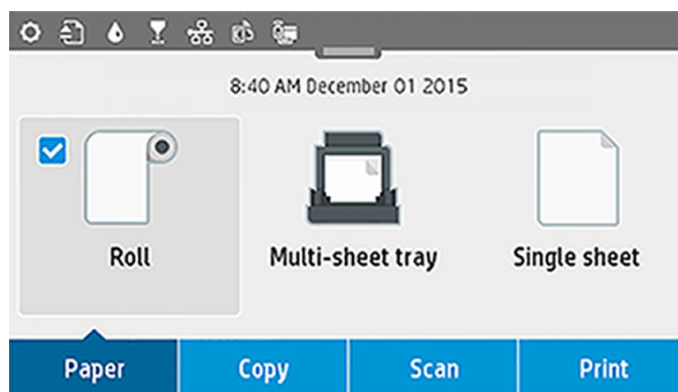 8:40 AM December 01 2015
Roll
Multi-sheet tray
Single sheet
Paper
Copy
Scan
Print